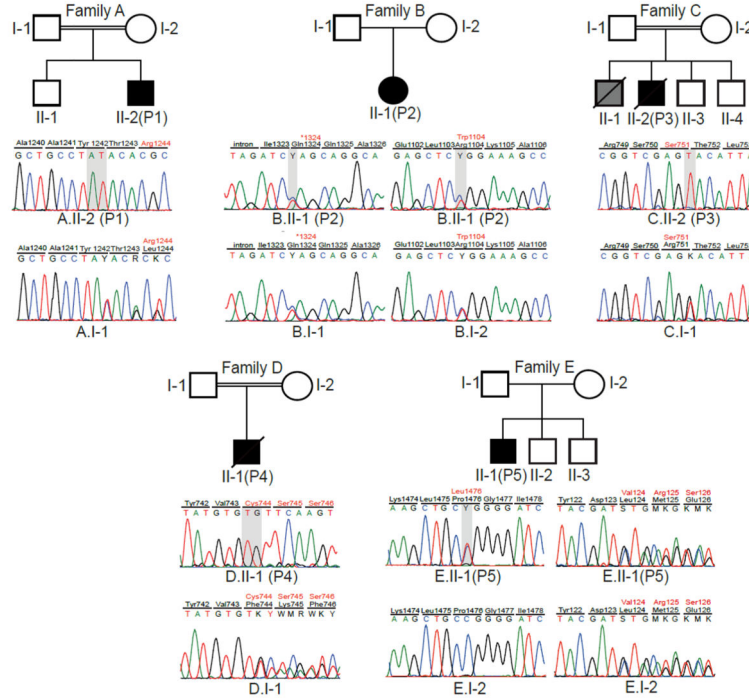 Family A
I-1
I-2
II-1
II-2(P1)
Ala1240 Ala1241 Tyr 1242 Thr1243 Arg1244
G C T G C C T A T A C A C G C
A.II-2 (P1)
Arg1244
Ala1240 Ala1241 Tyr 1242 Thr1243 Leu1244
G C T G C C T A Y A C R C K C
A.I-1
Family B
I-1
I-2
II-1(P2)
*1324
intron Ile1323 Gln1324 Gln1325 Ala1326
T A G A T C Y A G C A G G C A
B.II-1 (P2)
Trp1104
Glu1102 Leu1103 Arg1104 Lys1105 Ala1106
G A G C T C Y G G A A A G C C
B.II-1 (P2)
*1324
intron Ile1323 Gln1324 Gln1325 Ala1326
T A G A T C Y A G C A G G C A
B.I-1
Trp1104
Glu1102 Leu1103 Arg1104 Lys1105 Ala1106
G A G C T C Y G G A A A G C C
B.I-2
Family C
I-1
I-2
II-1
II-2(P3)
II-3
II-4
Arg749 Ser750 Ser751 The752 Leu753
C G G T C G A G T A C A T T
C.II-2 (P3)
Ser751
Arg749 Ser750 Arg751 The752 Leu753
C G G T C G A G K A C A T T
C.I-1
Family D
I-1
I-2
II-1(P4)
Tyr742 Val743 Cys744 Ser745 Ser746
T A T G T G T G T T C A A G T
D.II-1 (P4)
Cys744 Ser745 Ser746
Tyr742 Val743 Phe744 Lys745 Phe746
T A T G T G T K Y W M R W K Y
D.I-1
Family E
I-1
I-2
II-1(P5)
II-2
II-3
Leu1476
Lys1474 Leu1475 Pro1476 Gly1477 Ile1478
A A G C T G C Y G G G G A T C
E.II-1(P5)
Val124 Arg125 Ser126
Tyr122 Asp123 Leu124 Met125 Glu126
T A C G A T S T G M K G K M K
E.II-1(P5)
Lys1474 Leu1475 Pro1476 Gly1477 Ile1478
A A G C T G C C G G G G A T C
E.I-2
Val124 Arg125 Ser126
Tyr122 Asp123 Leu124 Met125 Glu126
T A C G A T S T G M K G K M K
E.I-2